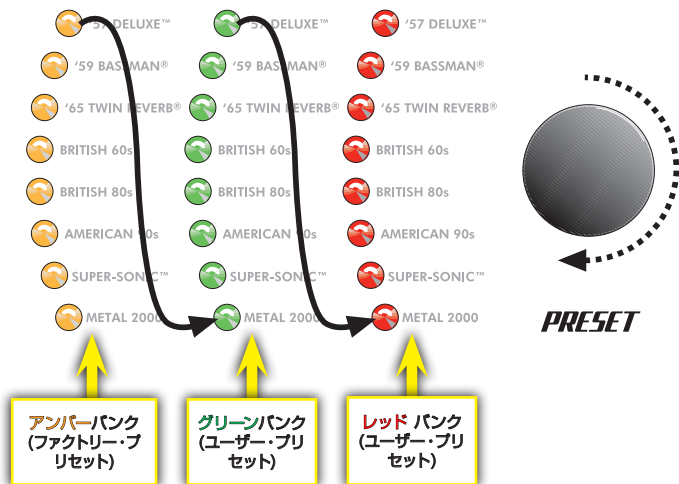 '57 DELUXE™
'59 BASSMAN®
'65 TWIN REVERB®
BRITISH 60s
BRITISH 80s
AMERICAN 90s
SUPER-SONIC™
METAL 2000
'57 DELUXE™
'59 BASSMAN®
'65 TWIN REVERB®
BRITISH 60s
BRITISH 80s
AMERICAN 90s
SUPER-SONIC™
METAL 2000
'57 DELUXE™
'59 BASSMAN®
'65 TWIN REVERB®
BRITISH 60s
BRITISH 80s
AMERICAN 90s
SUPER-SONIC™
METAL 2000
PRESET
アンバーバンク
(ファクトリー・プ
リセット)
グリーンバンク
(ユーザー・プリ
セット)
レッド バンク
(ユーザー・プリ
セット)